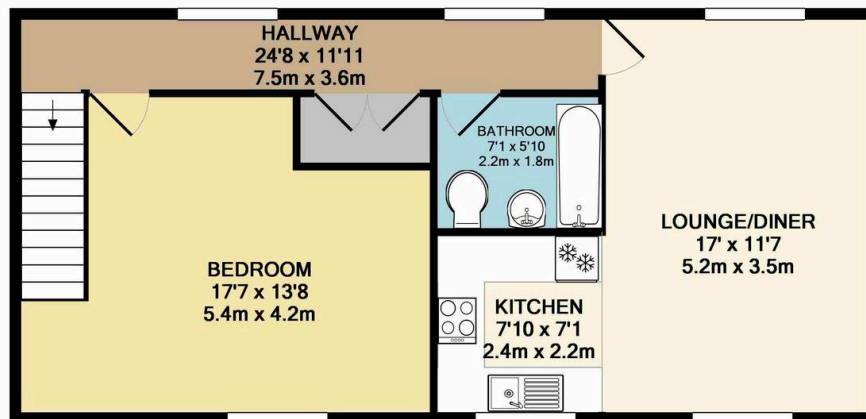 HALLWAY
24'8 x 11'11
7.5m x 3.6m
BATHROOM
7'1 x 5'10
2.2m x 1.8m
LOUNGE/DINER
17' x 11'7
5.2m x 3.5m
BEDROOM
17'7 x 13'8
5.4m x 4.2m
KITCHEN
7'10 x 7'1
2.4m x 2.2m